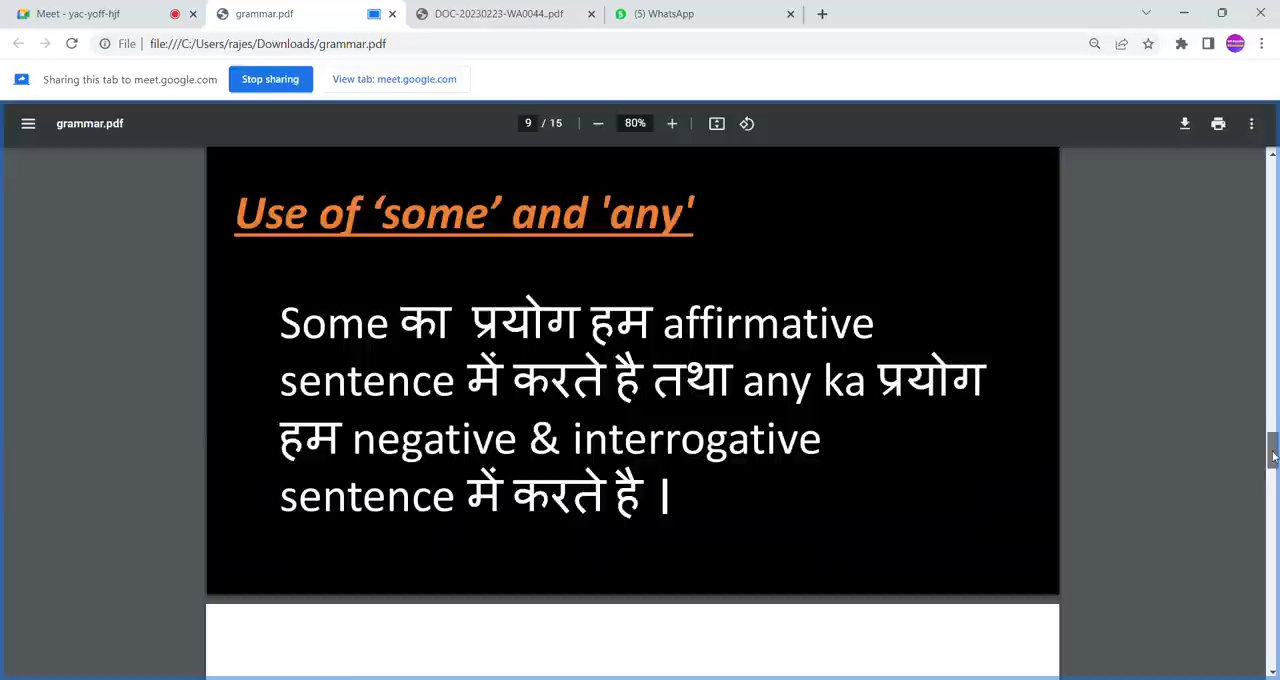 Meet - yac-yoff-hjf
grammar.pdf
DOC-20230223-WA0044..pdf
(5) WhatsApp
File
file:///C:/Users/rajes/Downloads/grammar.pdf
Sharing this tab to meet.google.com
Stop sharing
View tab: meet.google.com
grammar.pdf
9 / 15
80%
Use of ‘some’ and 'any'
Some का प्रयोग हम affirmative
sentence में करते है तथा any ka प्रयोग
हम negative & interrogative
sentence में करते है ।